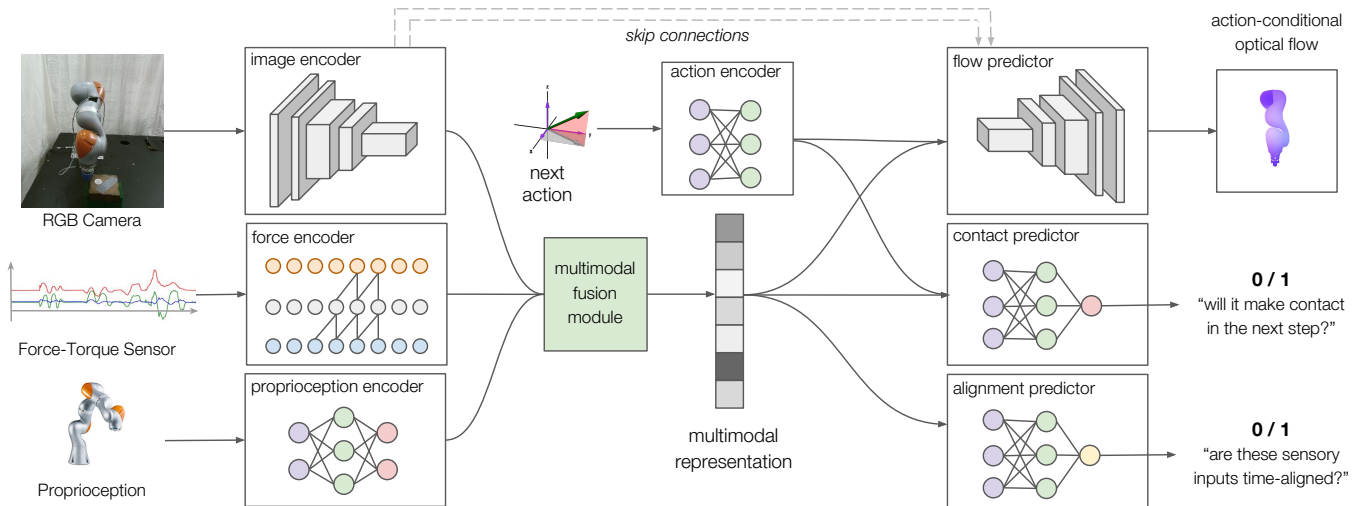 skip connections
action-conditional
optical flow
image encoder
action encoder
flow predictor
z
y
x
next
action
RGB Camera
force encoder
contact predictor
multimodal
fusion
module
0 / 1
“will it make contact
in the next step?”
Force-Torque Sensor
proprioception encoder
alignment predictor
multimodal
representation
0 / 1
“are these sensory
inputs time-aligned?”
Proprioception